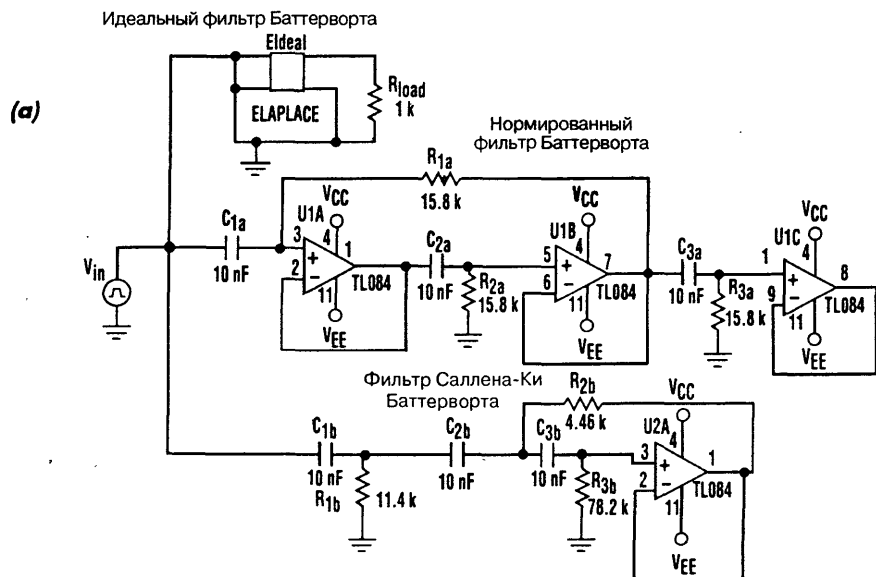 Идеальный фильтр Баттерворта
EIdeal
R load
1 k
ELAPLACE
(a)
Нормированный
фильтр Баттерворта
R1a
15.8 k
VCC
VCC
VCC
C1a
U1A
C2a
U1B
C3a
U1C
3
4
1
5
4
7
1
4
8
Vin
10 nF
2
11
TL084
10 nF
R2a
15.8 k
6
11
TL084
10 nF
R3a
15.8 k
9
11
TL084
VEE
VEE
VEE
Фильтр Саллена-Ки
Баттерворта
R2b
4.46 k
VCC
C1b
C2b
C3b
U2A
3
4
1
10 nF
R1b
11.4 k
10 nF
10 nF
R3b
78.2 k
2
11
TL084
VEE